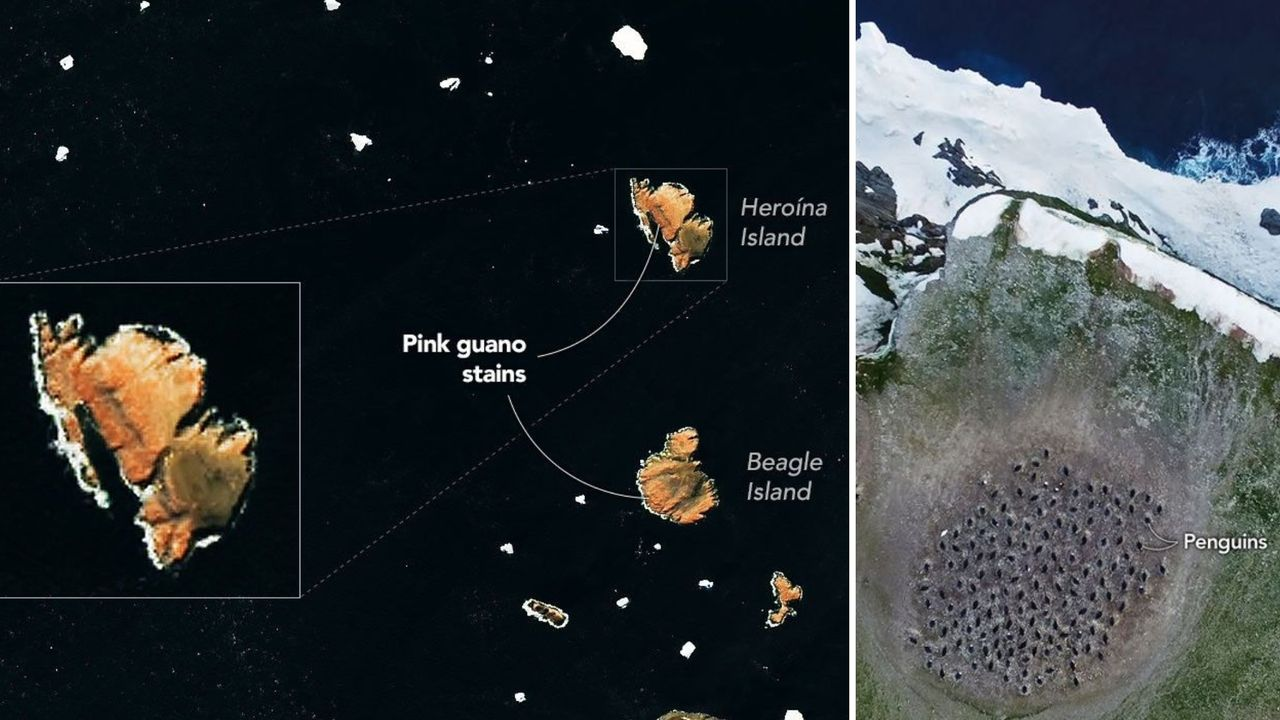 Heroína
Island
Pink guano
stains
Beagle
Island
Penguins